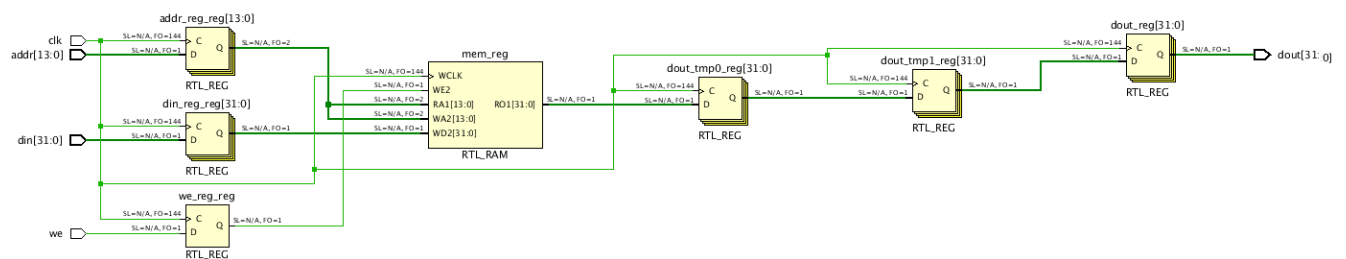 addr_reg_reg[13:0]
clk
SL=N/A, FO=144
C
Q
SL=N/A, FO=2
addr[13:0]
SL=N/A, FO=1
D
RTL_REG
din_reg_reg[31:0]
SL=N/A, FO=144
C
Q
SL=N/A, FO=1
din[31:0]
SL=N/A, FO=1
D
RTL_REG
we_reg_reg
SL=N/A, FO=144
C
Q
SL=N/A, FO=1
we
SL=N/A, FO=1
D
RTL_REG
mem_reg
SL=N/A, FO=144
WCLK
SL=N/A, FO=1
WE2
SL=N/A, FO=2
RA1[13:0]
RO1[31:0]
SL=N/A, FO=1
SL=N/A, FO=2
WA2[13:0]
SL=N/A, FO=1
WD2[31:0]
RTL_RAM
dout_tmp0_reg[31:0]
SL=N/A, FO=144
C
Q
SL=N/A, FO=1
SL=N/A, FO=1
D
RTL_REG
dout_tmp1_reg[31:0]
SL=N/A, FO=144
C
Q
SL=N/A, FO=1
SL=N/A, FO=1
D
RTL_REG
dout_reg[31:0]
SL=N/A, FO=144
C
Q
SL=N/A, FO=1
dout[31:0]
SL=N/A, FO=1
D
RTL_REG